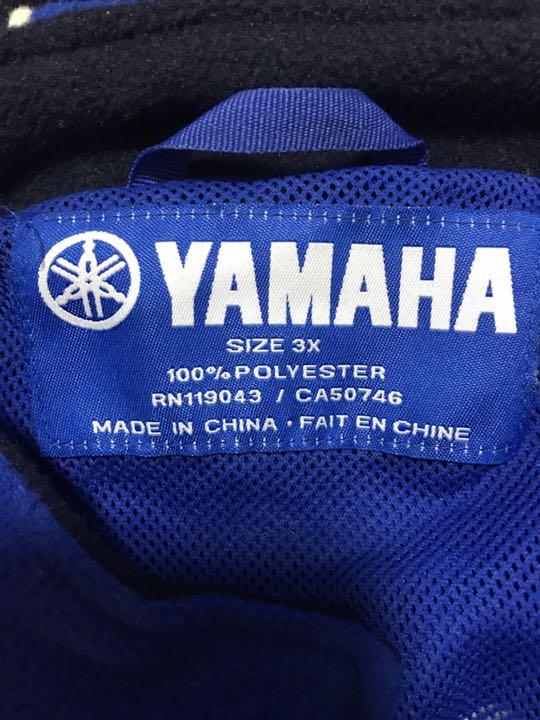 YAMAHA
SIZE 3X
100% POLYESTER
RN119043 / CA50746
MADE IN CHINA · FAIT EN CHINE